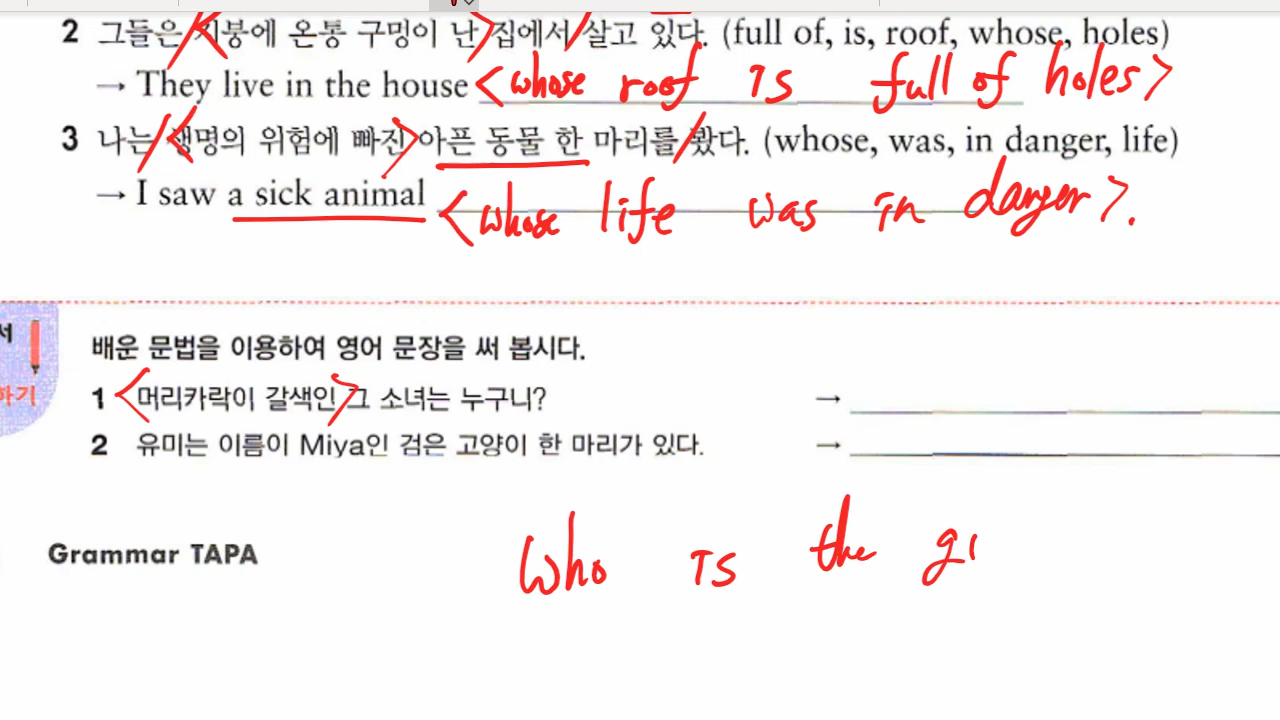 2 그들은 지붕에 온통 구멍이 난 집에서 살고 있다. (full of, is, roof, whose, holes)
→ They live in the house <whose roof is full of holes>
3 나는 생명의 위험에 빠진 아픈 동물 한 마리를 봤다. (whose, was, in danger, life)
→ I saw a sick animal <whose life was in danger>.
서
하기
배운 문법을 이용하여 영어 문장을 써 봅시다.
1 <머리카락이 갈색인> 그 소녀는 누구니? →
2 유미는 이름이 Miya인 검은 고양이 한 마리가 있다. →
Grammar TAPA
who is the gi